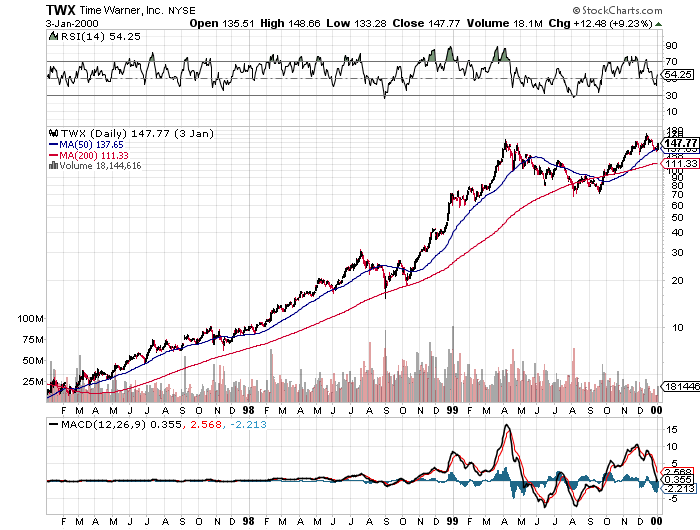 TWX Time Warner, Inc. NYSE © StockCharts.com
3-Jan-2000 Open 135.51 High 148.66 Low 133.28 Close 147.77 Volume 18.1M Chg +12.48 (+9.23%)
RSI(14) 54.25
90
70
54.25
30
10
TWX (Daily) 147.77 (3 Jan)
MA(50) 137.65
MA(200) 111.33
Volume 18,144,616
147.77
111.33
100
90
80
70
60
50
40
30
20
10
100M
75M
50M
25M
181446
F M A M J J A S O N D 98 F M A M J J A S O N D 99 F M A M J J A S O N D 00
MACD(12,26,9) 0.355, 2.568, -2.213
15
10
5
2.568
0.355
-2.213
-5
F M A M J J A S O N D 98 F M A M J J A S O N D 99 F M A M J J A S O N D 00